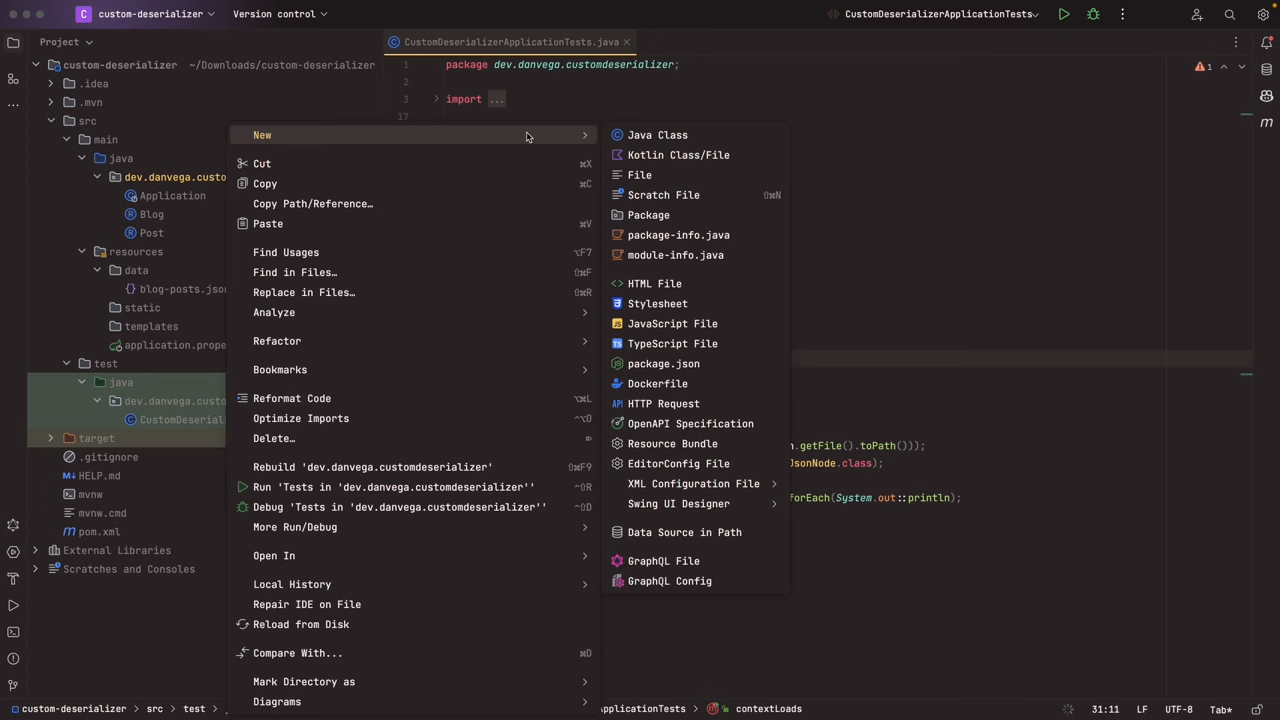 custom-deserializer
Version control
CustomDeserializerApplicationTests
Project
CustomDeserializerApplicationTests.java
custom-deserializer ~/Downloads/custom-deserializer
.idea
.mvn
src
main
java
dev.danvega.custo
Application
Blog
Post
resources
data
blog-posts.json
static
templates
application.prope
test
java
dev.danvega.custo
CustomDeserial
target
.gitignore
HELP.md
mvnw
mvnw.cmd
pom.xml
External Libraries
Scratches and Consoles
1 package dev.danvega.customdeserializer;
2
3 import ...
17
1
New
Cut ⌘X
Copy ⌘C
Copy Path/Reference…
Paste ⌘V
Find Usages ⌥F7
Find in Files… ⇧⌘F
Replace in Files… ⇧⌘R
Analyze
Refactor
Bookmarks
Reformat Code ⌥⌘L
Optimize Imports ⌃⌥O
Delete… ⌦
Rebuild 'dev.danvega.customdeserializer' ⇧⌘F9
Run 'Tests in 'dev.danvega.customdeserializer'' ⌃⇧R
Debug 'Tests in 'dev.danvega.customdeserializer'' ⌃⇧D
More Run/Debug
Open In
Local History
Repair IDE on File
Reload from Disk
Compare With… ⌘D
Mark Directory as
Diagrams
Java Class
Kotlin Class/File
File
Scratch File ⇧⌘N
Package
package-info.java
module-info.java
HTML File
Stylesheet
JavaScript File
TypeScript File
package.json
Dockerfile
HTTP Request
OpenAPI Specification
Resource Bundle
EditorConfig File
XML Configuration File
Swing UI Designer
Data Source in Path
GraphQL File
GraphQL Config
n.getFile().toPath()));
JsonNode.class);
forEach(System.out::println);
custom-deserializer > src > test > ApplicationTests > contextLoads
31:11 LF UTF-8 Tab*